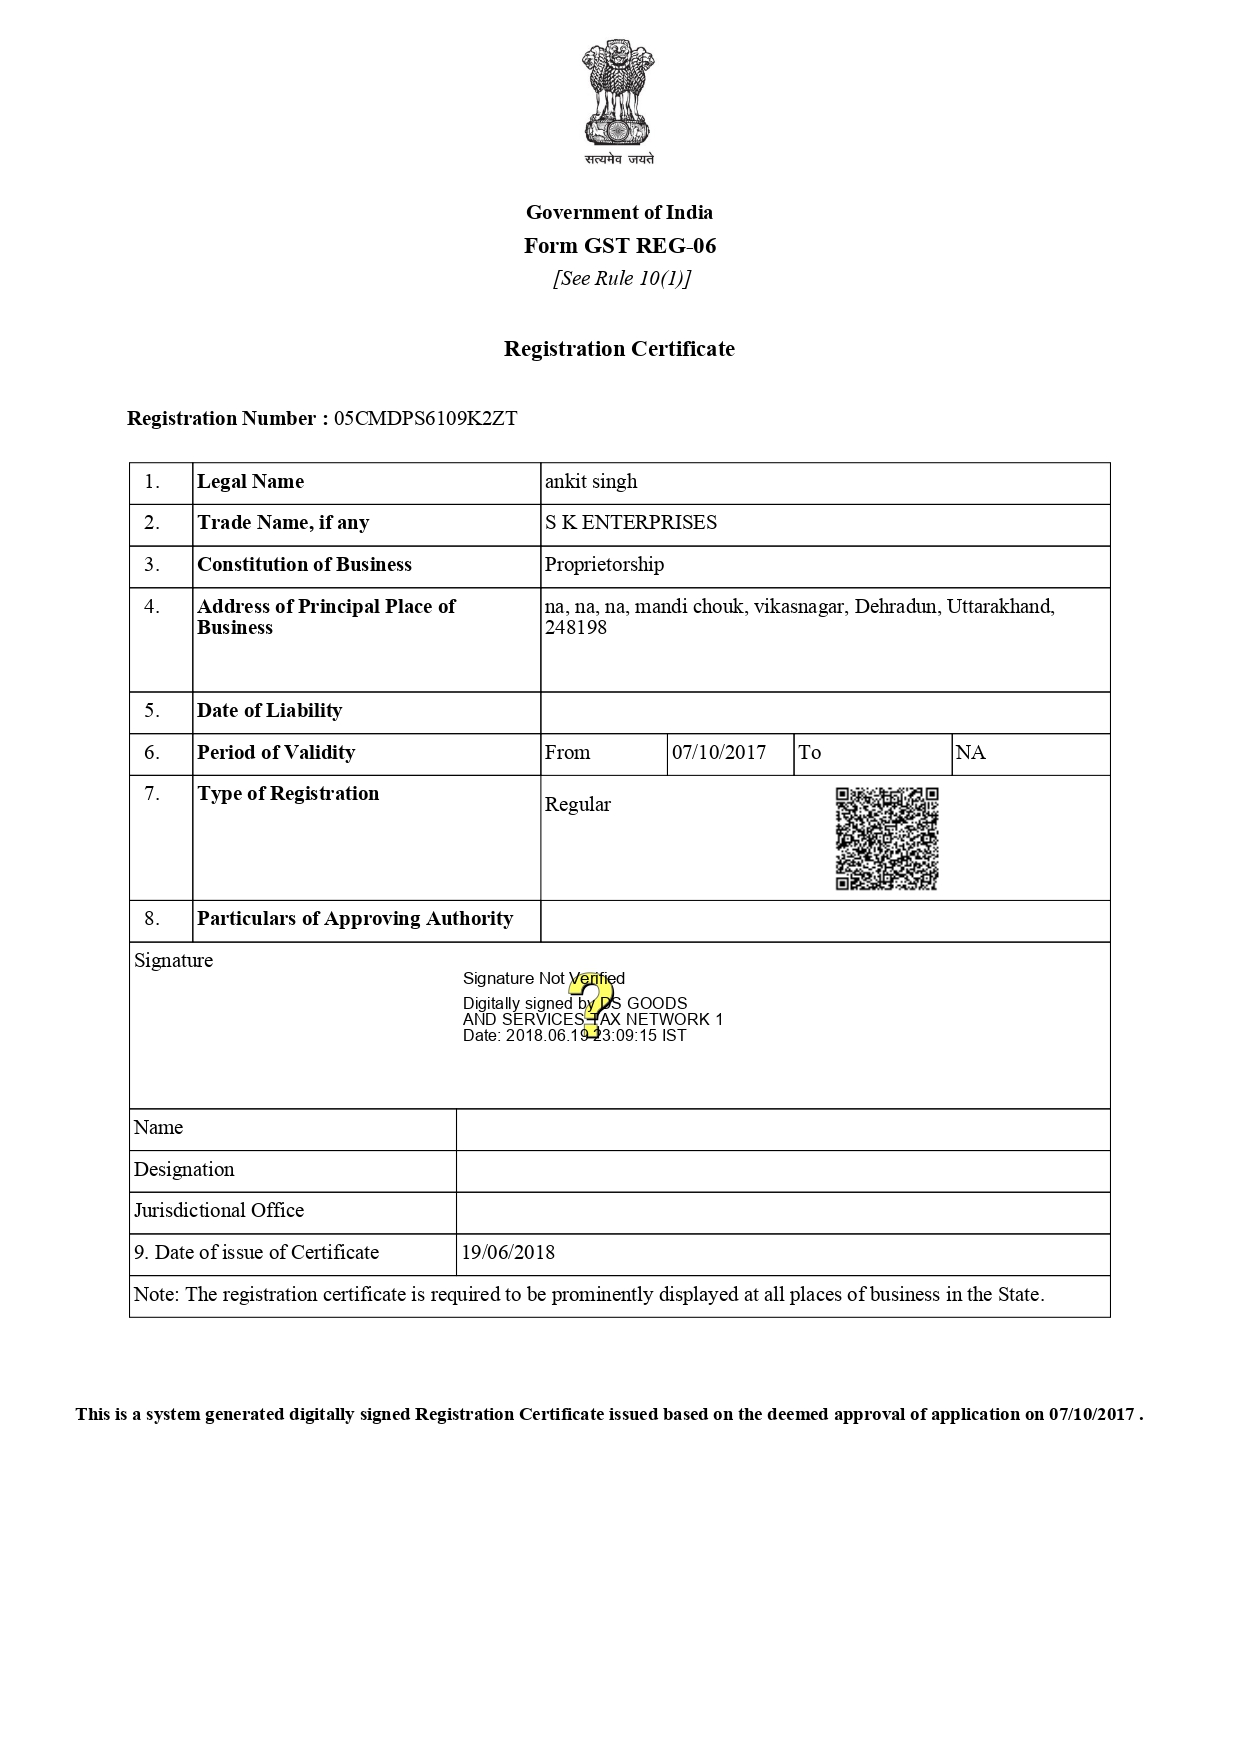 सत्यमेव जयते
Government of India
Form GST REG-06
[See Rule 10(1)]
Registration Certificate
Registration Number : 05CMDPS6109K2ZT
1. Legal Name ankit singh
2. Trade Name, if any S K ENTERPRISES
3. Constitution of Business Proprietorship
4. Address of Principal Place of na, na, na, mandi chouk, vikasnagar, Dehradun, Uttarakhand,
Business 248198
5. Date of Liability
6. Period of Validity From 07/10/2017 To NA
7. Type of Registration Regular
8. Particulars of Approving Authority
Signature
Signature Not Verified
Digitally signed by DS GOODS
AND SERVICES TAX NETWORK 1
Date: 2018.06.19 23:09:15 IST
Name
Designation
Jurisdictional Office
9. Date of issue of Certificate 19/06/2018
Note: The registration certificate is required to be prominently displayed at all places of business in the State.
This is a system generated digitally signed Registration Certificate issued based on the deemed approval of application on 07/10/2017 .